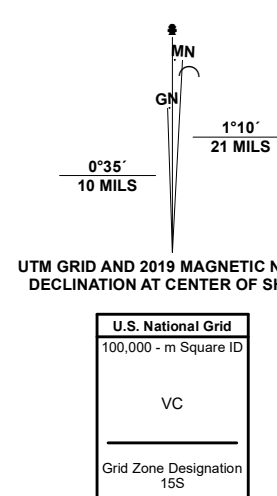 MN
GN
1°10´
21 MILS
0°35´
10 MILS
UTM GRID AND 2019 MAGNETIC
DECLINATION AT CENTER OF
U.S. National Grid
100,000 - m Square ID
VC
Grid Zone Designation
15S